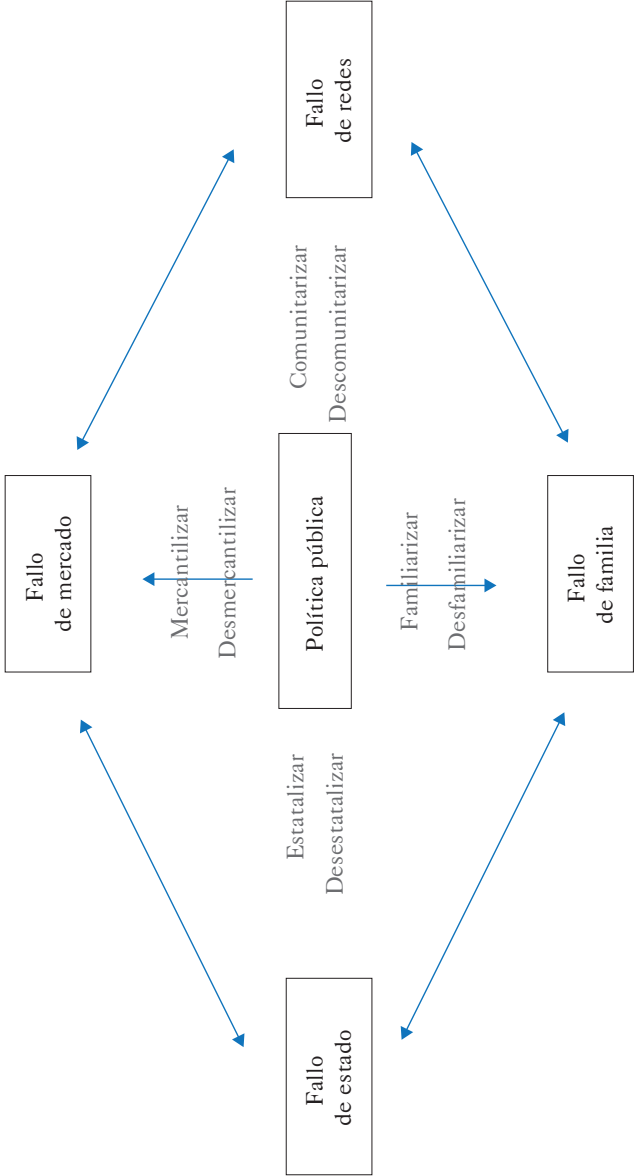 Fallo
de mercado
Mercantilizar
Desmercantilizar
Fallo
de estado
Estatalizar
Desestatalizar
Política pública
Comunitarizar
Descomunitarizar
Fallo
de redes
Familiarizar
Desfamiliarizar
Fallo
de familia